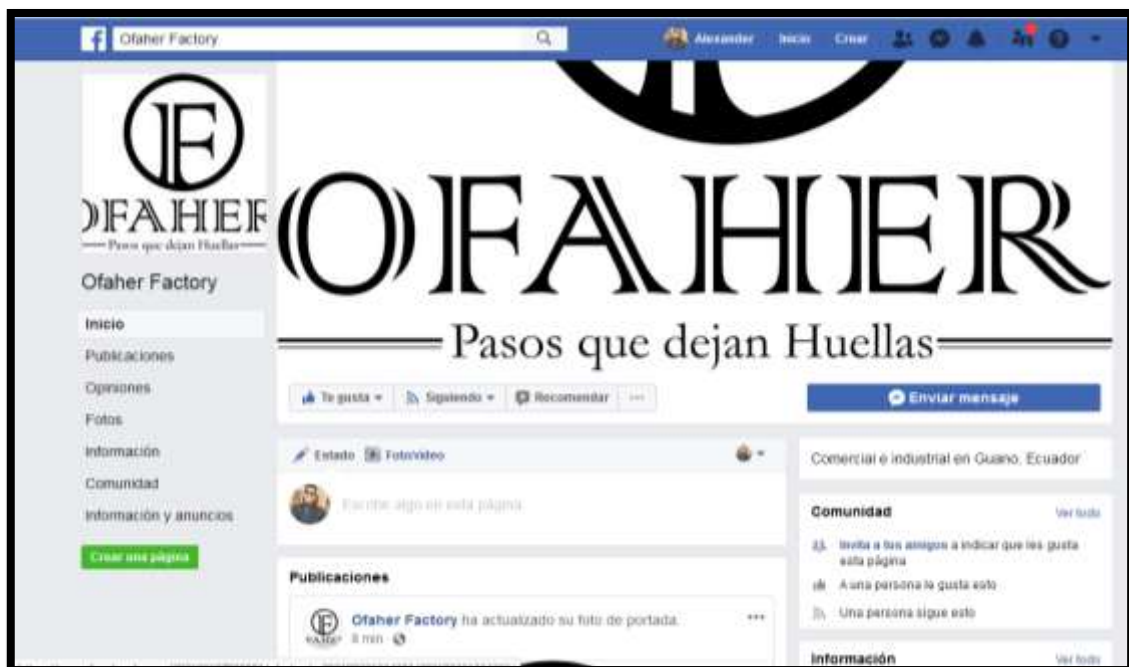 Ofaher Factory
Alexander Inicio Crear
OFAHER
Pasos que dejan Huellas
Ofaher Factory
Inicio
Publicaciones
Opiniones
Fotos
Información
Comunidad
Información y anuncios
Crear una página
OFAHER
Pasos que dejan Huellas
Te gusta Siguiendo Recomendar ...
Enviar mensaje
Estado Foto/video
Escribe algo en esta página
Publicaciones
Ofaher Factory ha actualizado su foto de portada.
8 min
Comercial e industrial en Guano, Ecuador
Comunidad Ver todo
Invita a tus amigos a indicar que les gusta
esta página
A una persona le gusta esto
Una persona sigue esto
Información Ver todo